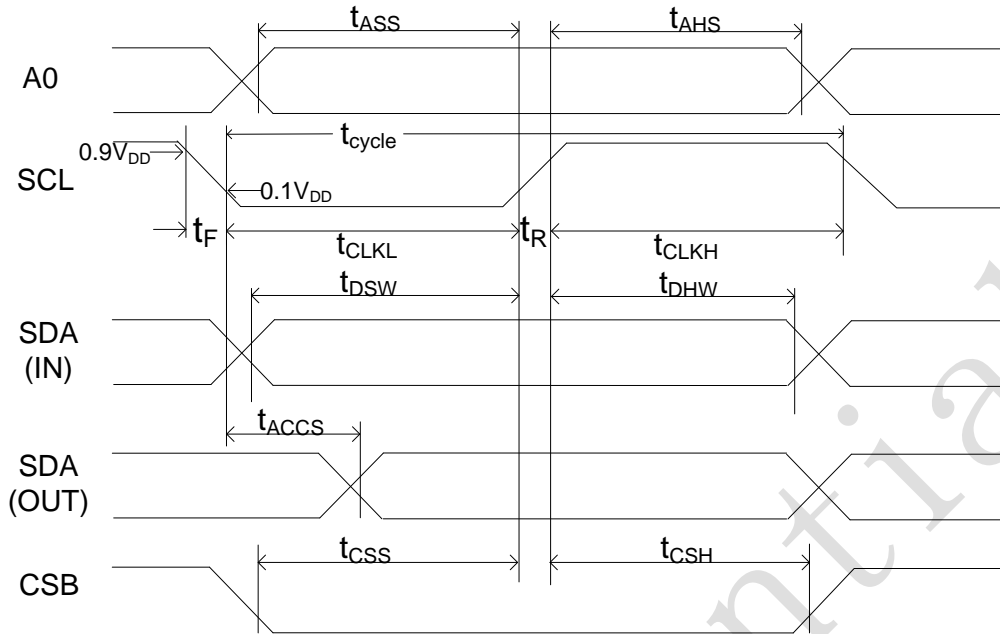 tASS
tAHS
A0
tcycle
0.9VDD
SCL
0.1VDD
tF
tCLKL
tR
tCLKH
tDSW
tDHW
SDA
(IN)
tACCS
SDA
(OUT)
tCSS
tCSH
CSB
ntial